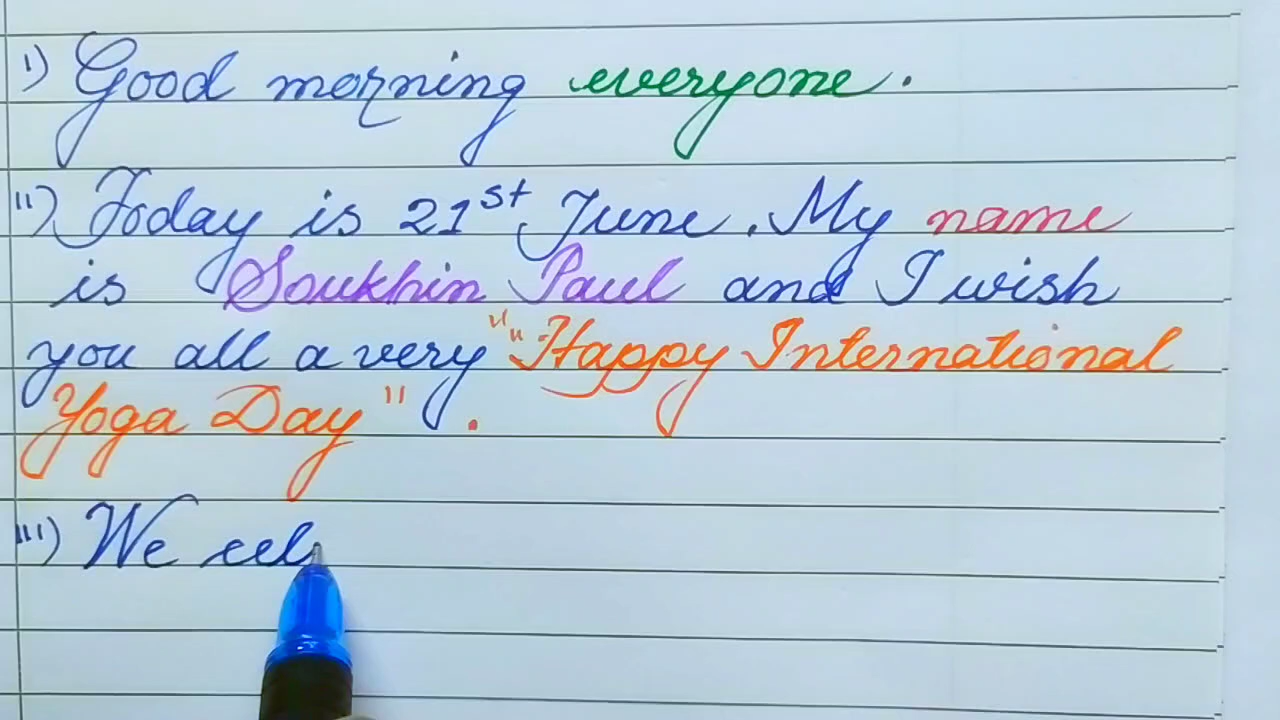 i) Good morning everyone.
ii) Today is 21st June. My name
is Soukhin Paul and I wish
you all a very "Happy International
Yoga Day".
iii) We cel